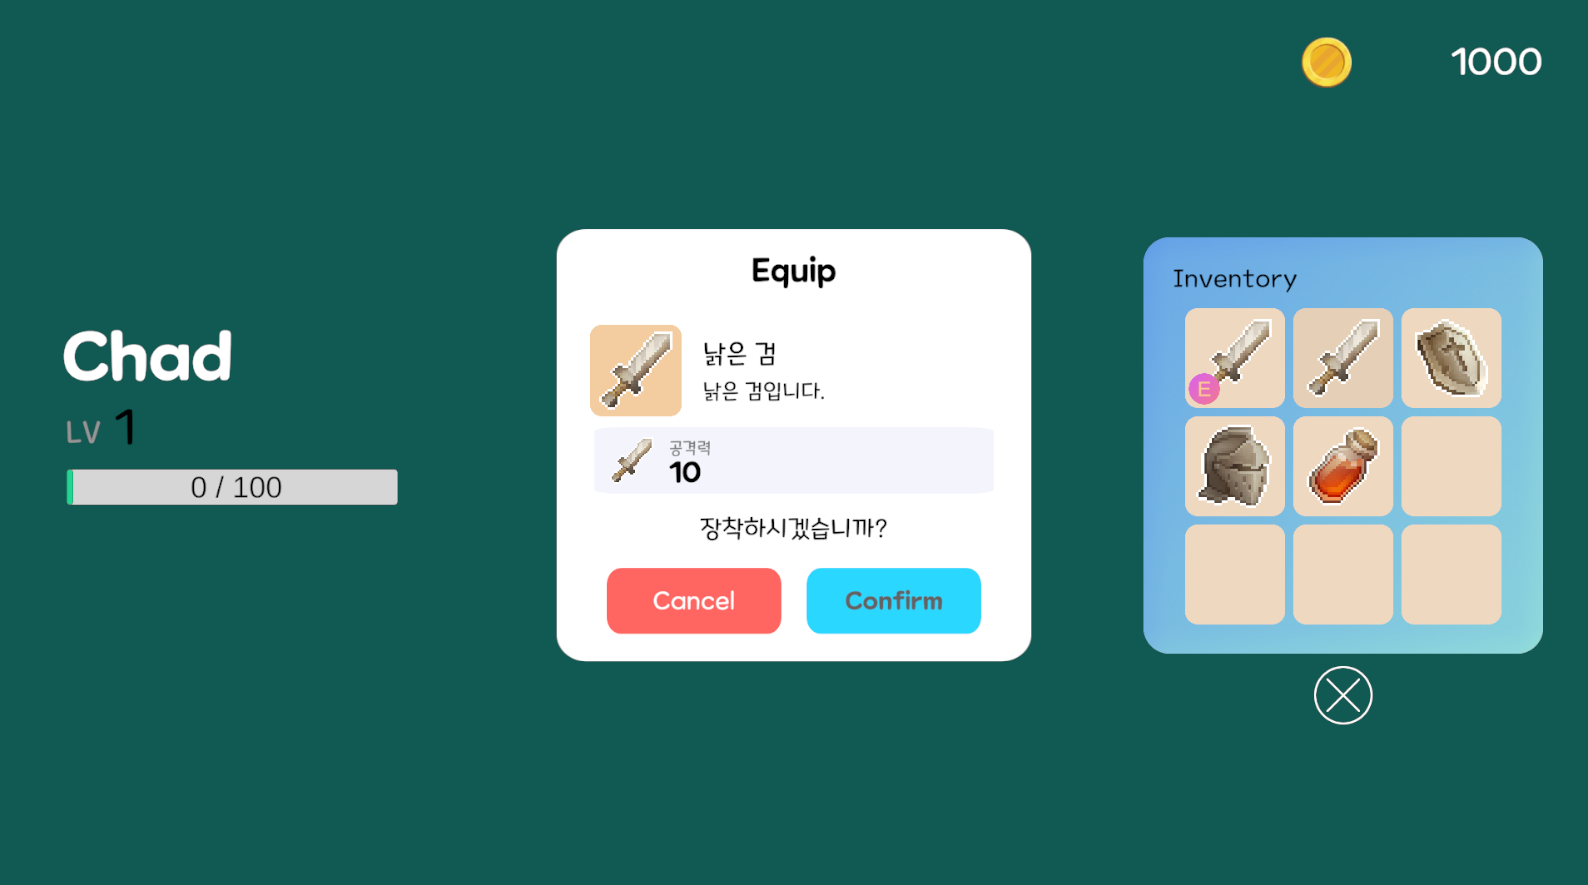 1000
Chad
LV 1
0 / 100
Equip
낡은 검
낡은 검입니다.
공격력
10
장착하시겠습니까?
Cancel
Confirm
Inventory
E